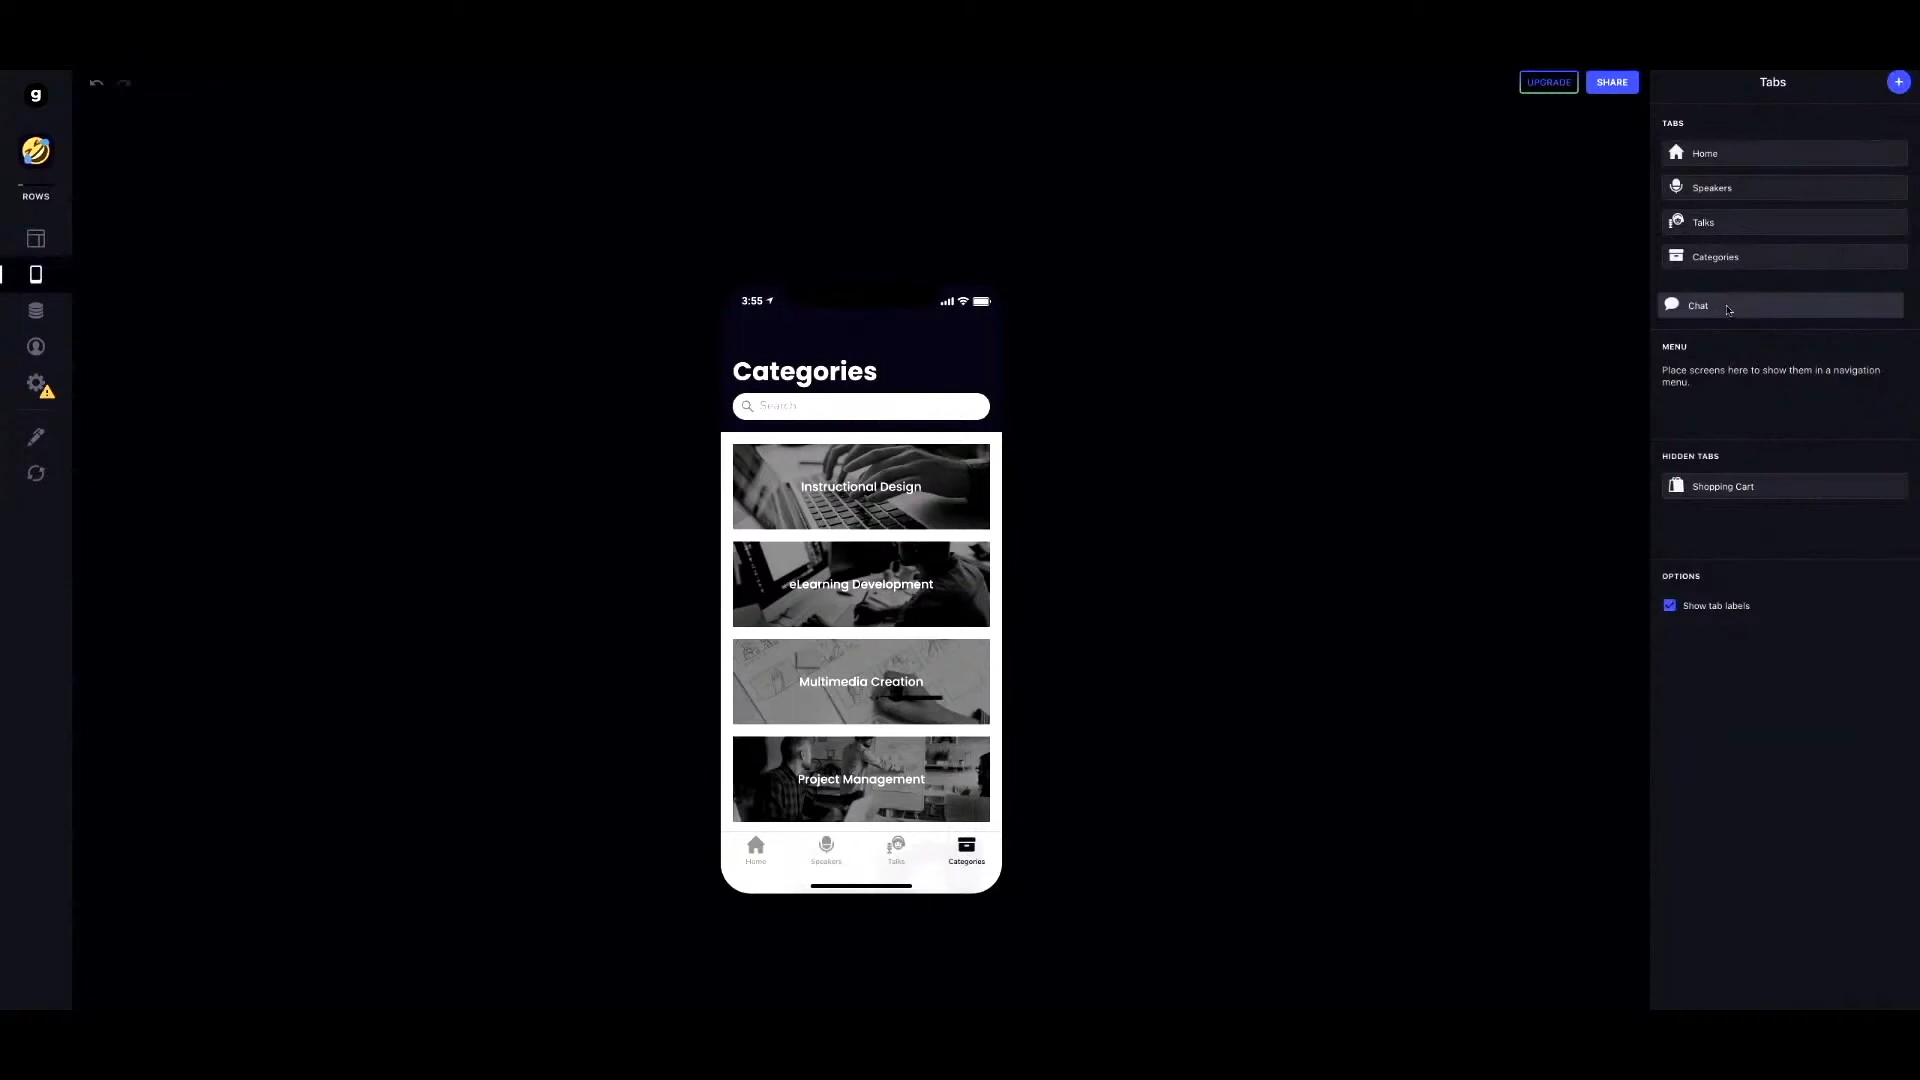 g
ROWS
UPGRADE
SHARE
3:55
Categories
Search
Instructional Design
eLearning Development
Multimedia Creation
Project Management
Home
Speakers
Talks
Categories
Tabs
+
TABS
Home
Speakers
Talks
Categories
Chat
MENU
Place screens here to show them in a navigation
menu.
HIDDEN TABS
Shopping Cart
OPTIONS
Show tab labels